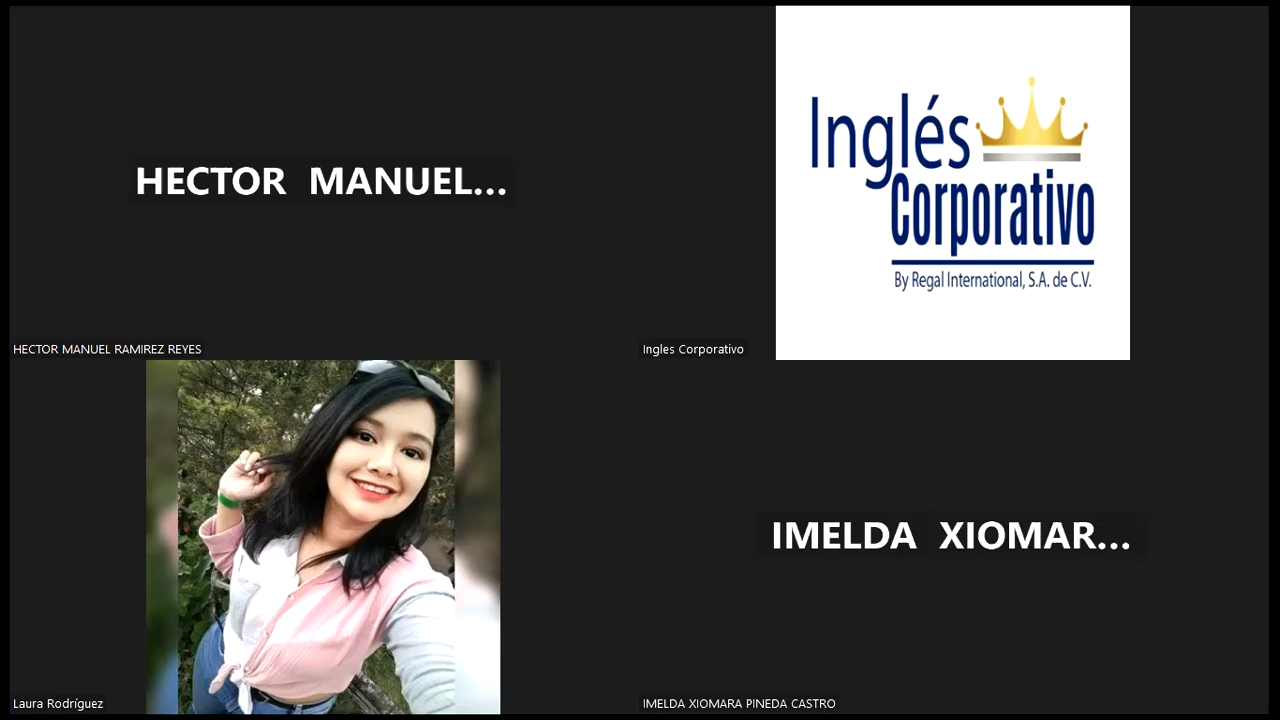 HECTOR MANUEL...
HECTOR MANUEL RAMIREZ REYES
Inglés
Corporativo
By Regal International, S.A. de C.V.
Ingles Corporativo
Laura Rodríguez
IMELDA XIOMAR...
IMELDA XIOMARA PINEDA CASTRO